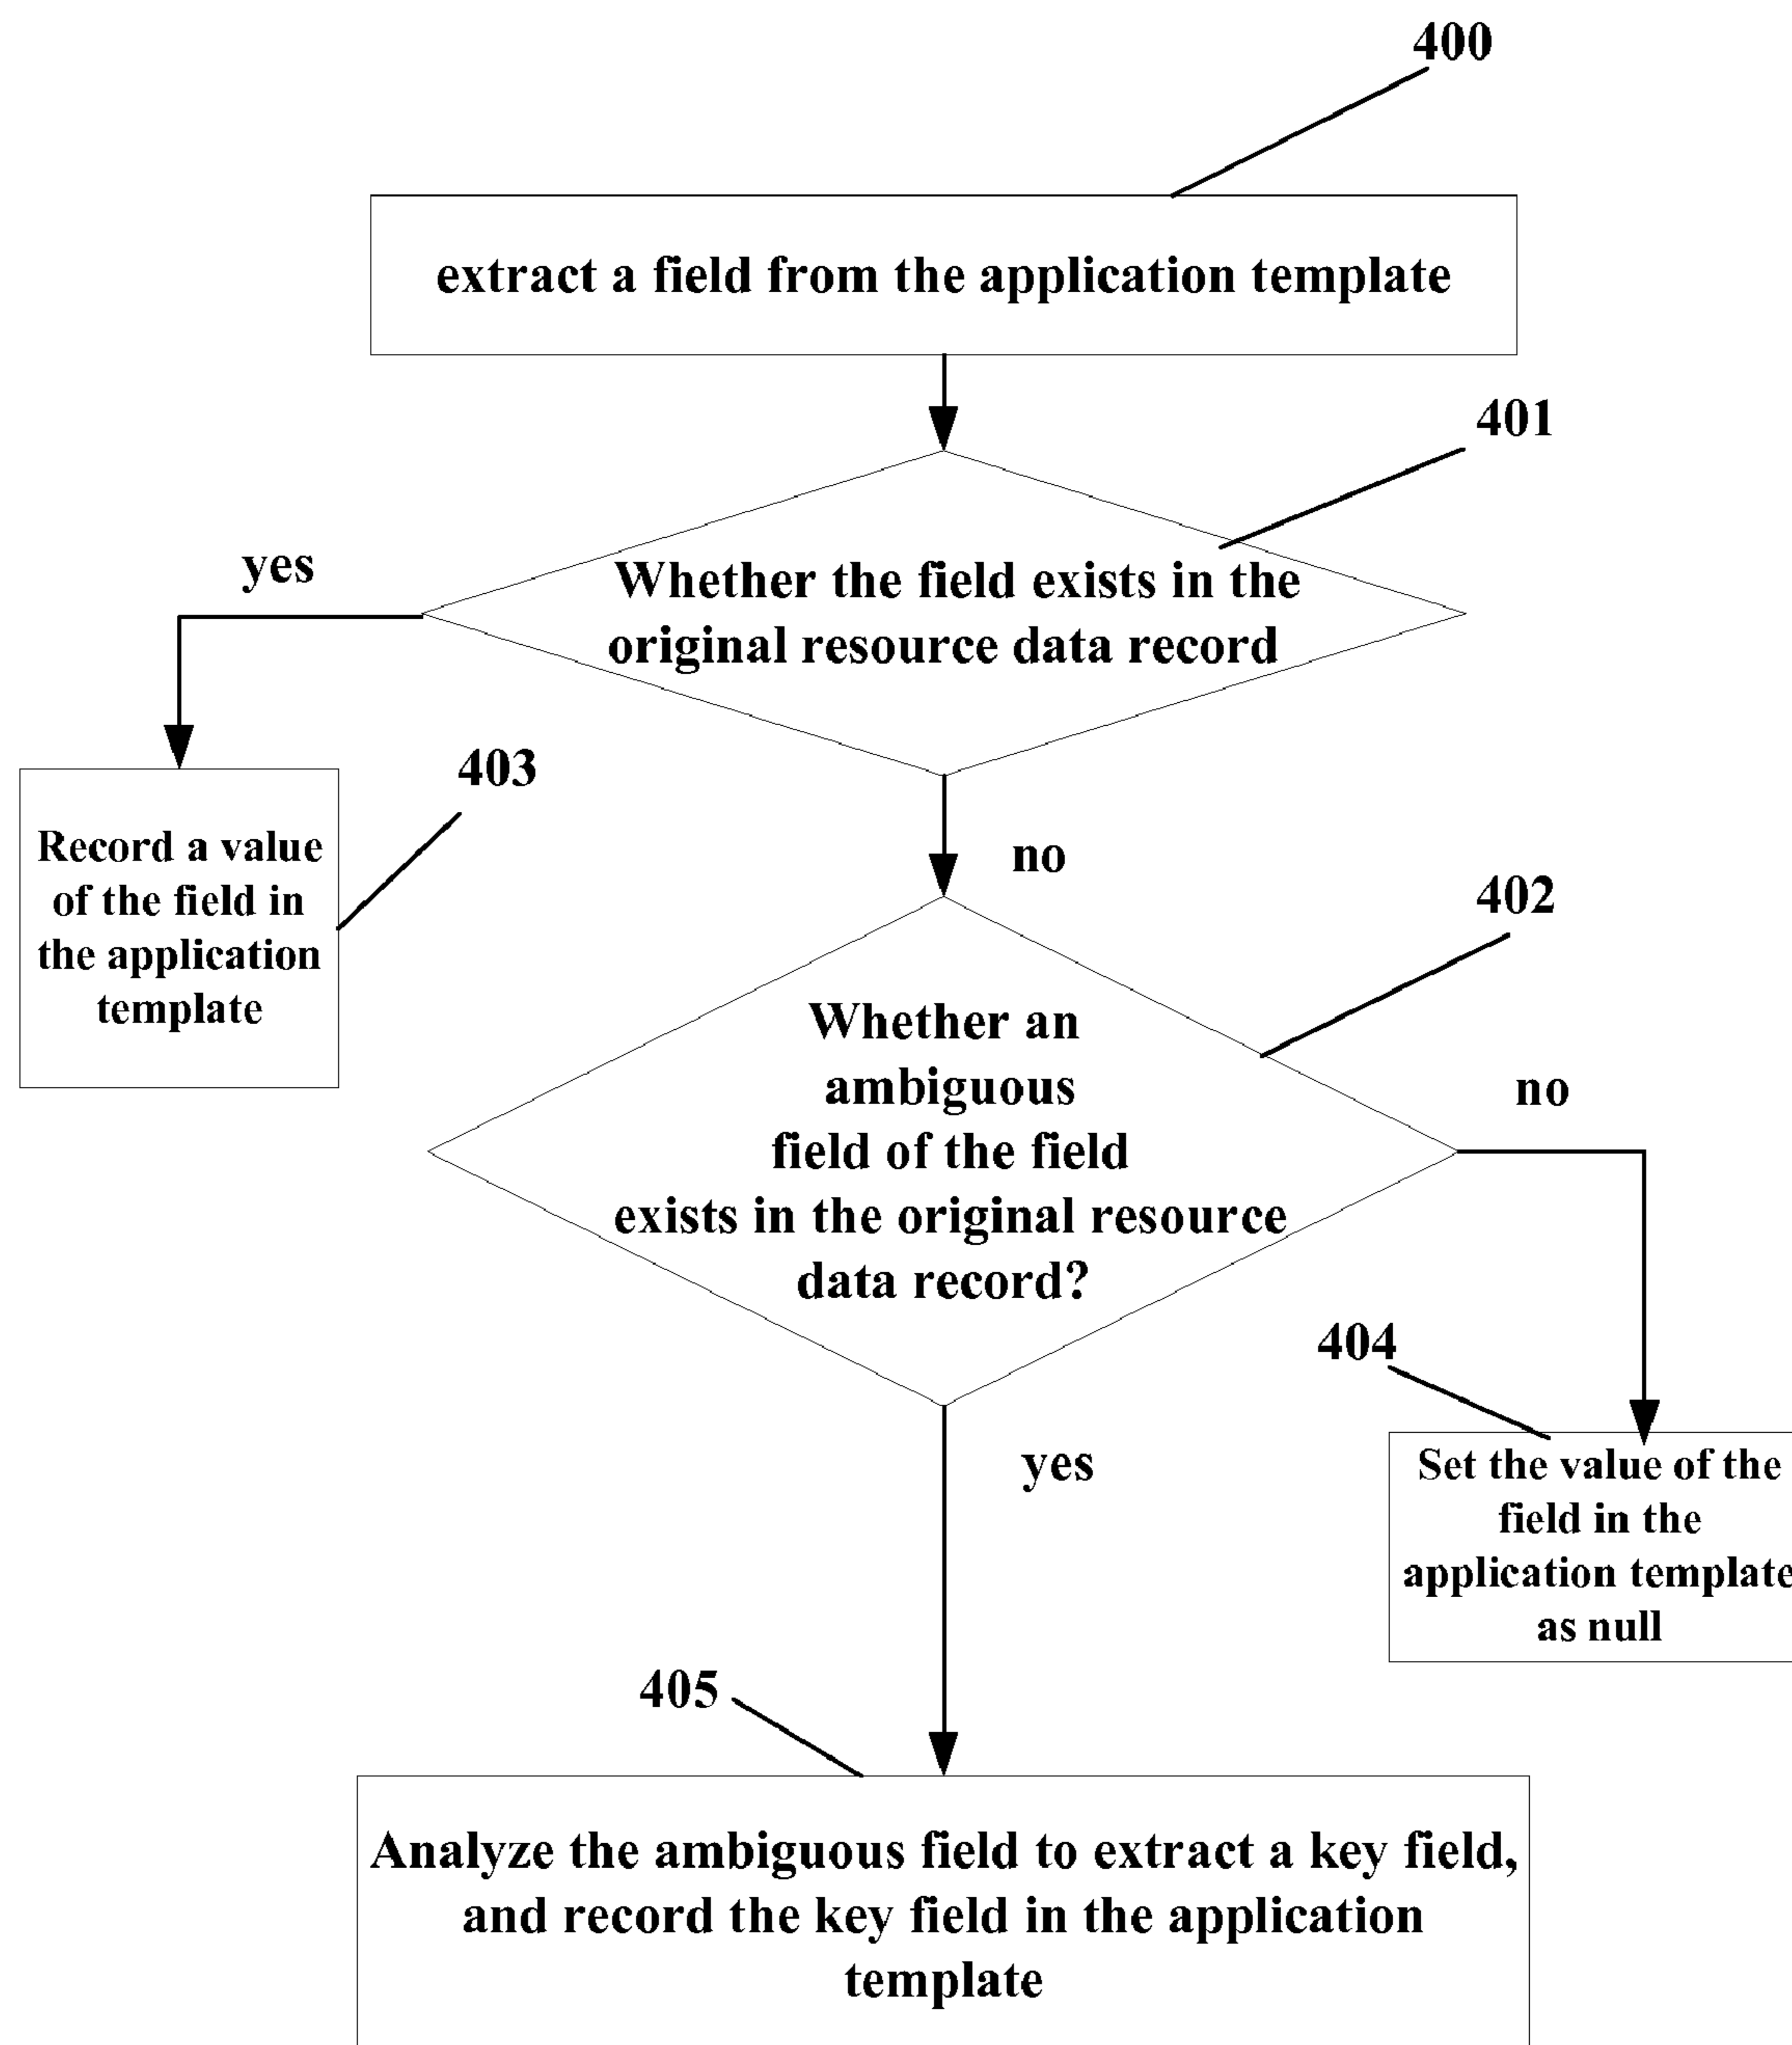 400
extract a field from the application template
401
yes
Whether the field exists in the
original resource data record
403
Record a value
of the field in
the application
template
no
402
Whether an
ambiguous
field of the field
exists in the original resource
data record?
no
404
yes
Set the value of the
field in the
application template
as null
405
Analyze the ambiguous field to extract a key field,
and record the key field in the application
template